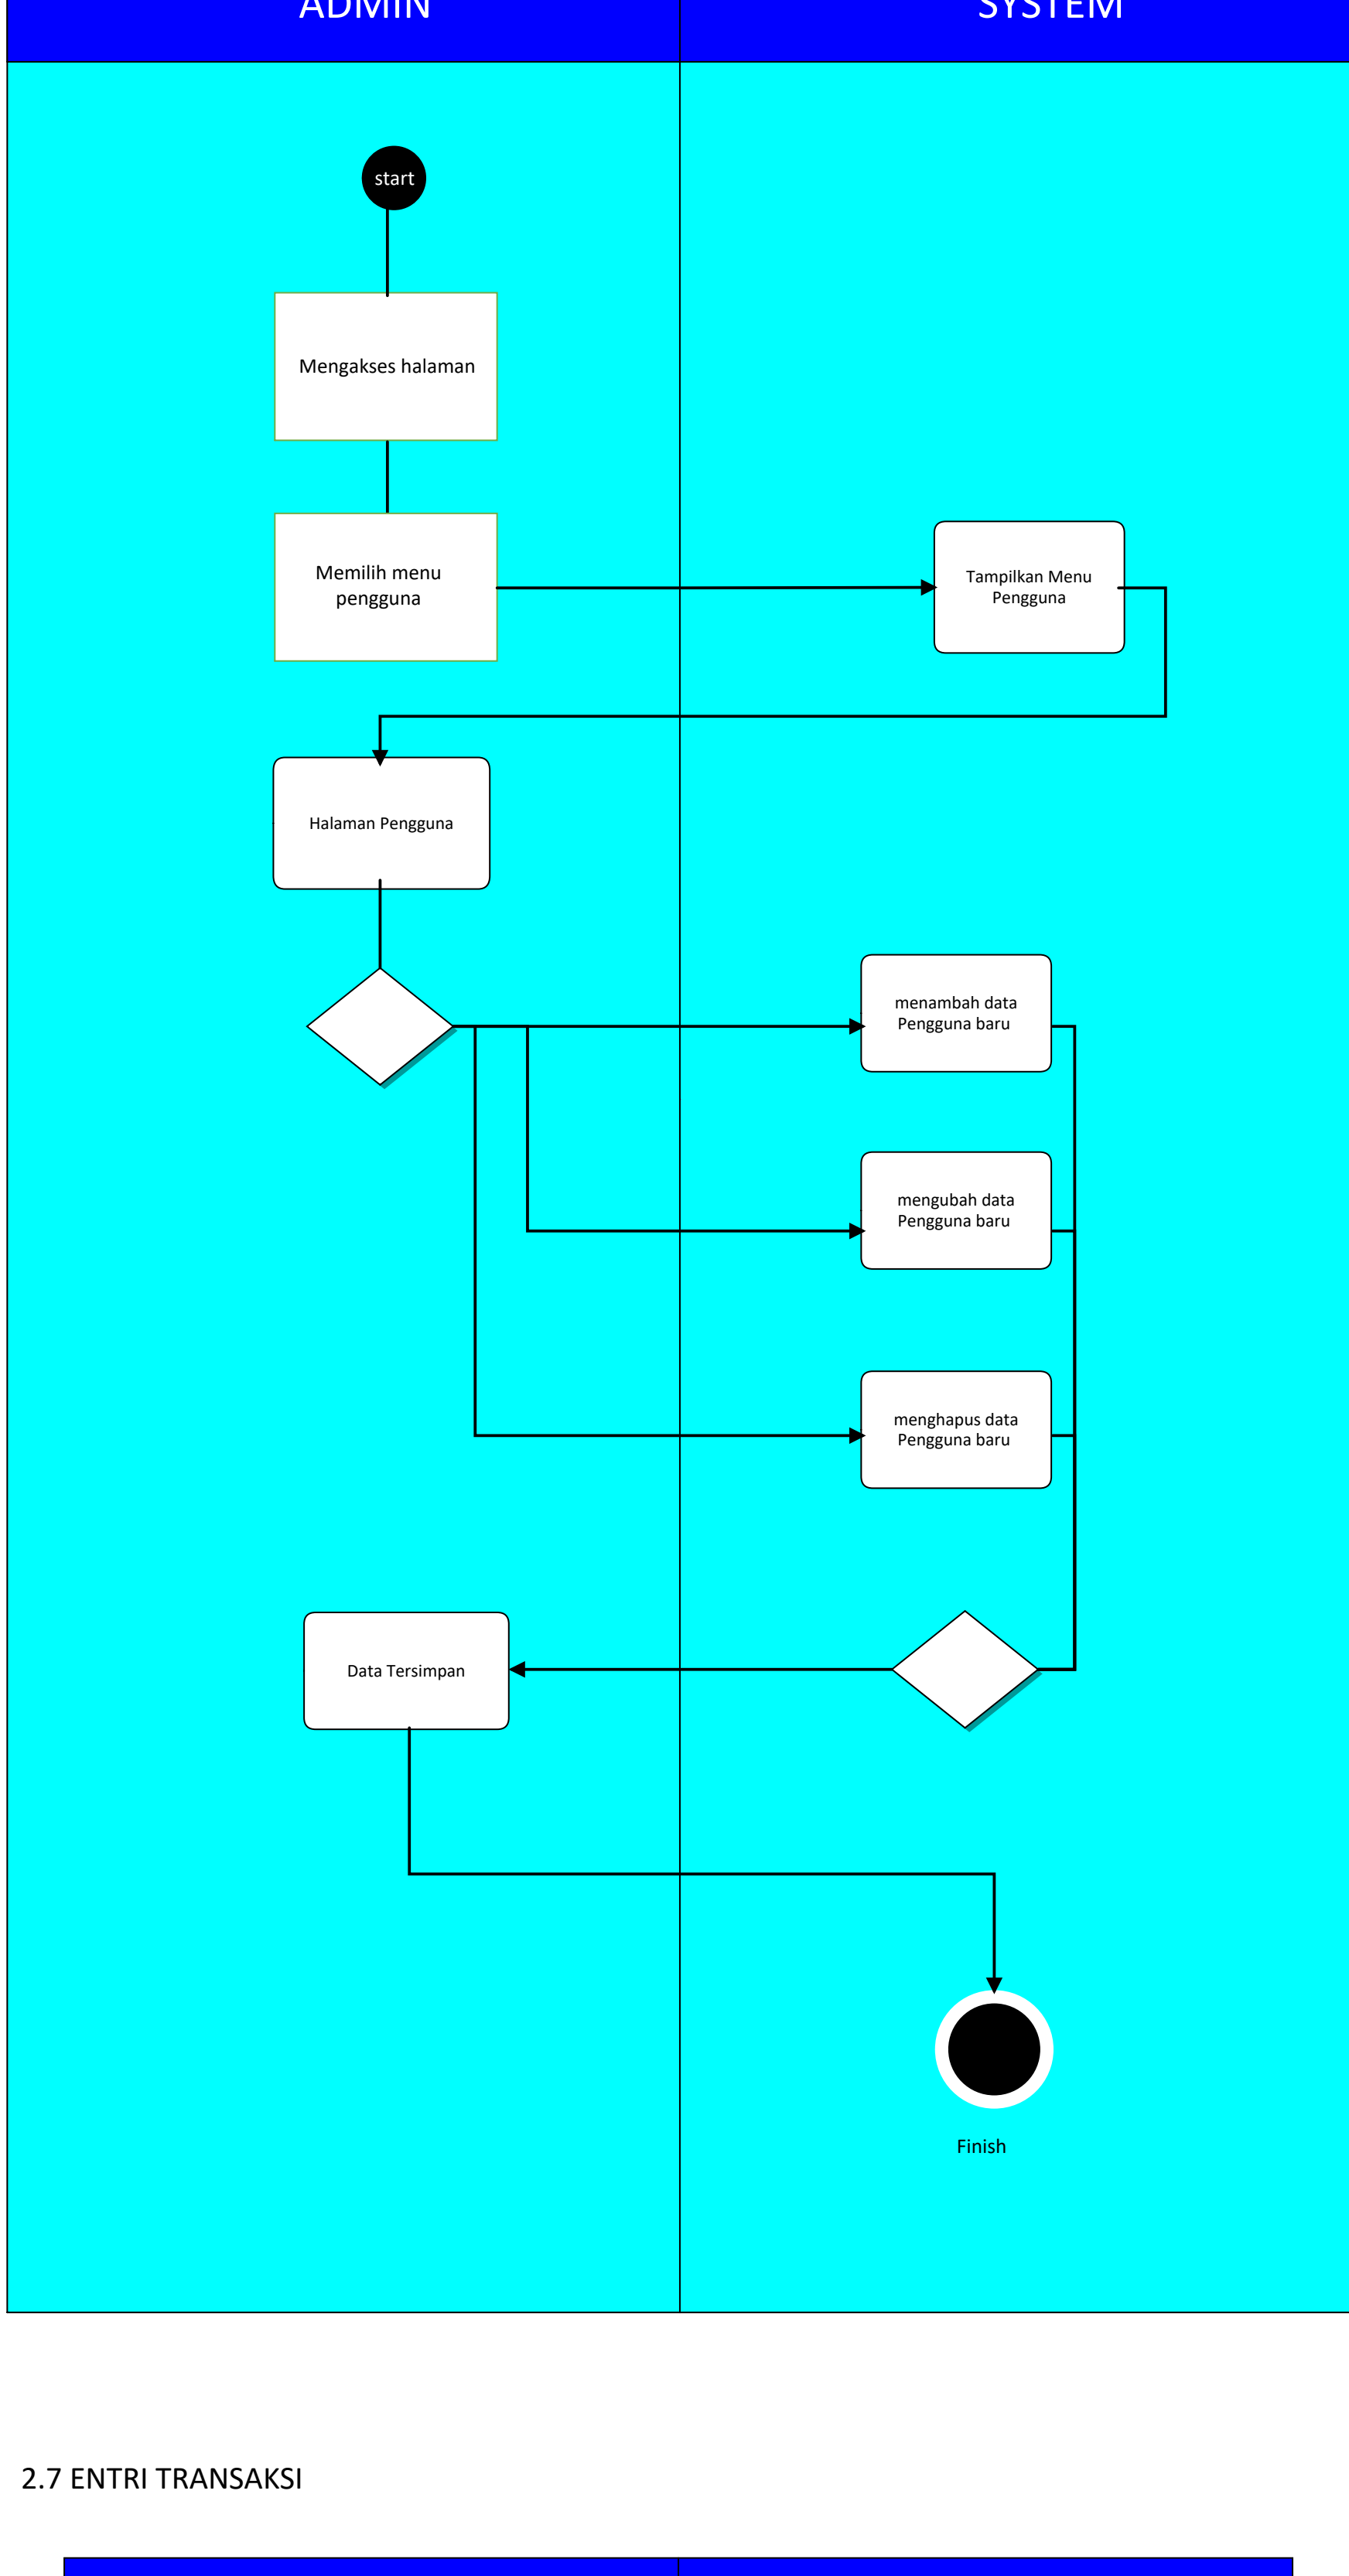 ADMIN
SYSTEM
start
Mengakses halaman
Memilih menu
pengguna
Tampilkan Menu
Pengguna
Halaman Pengguna
menambah data
Pengguna baru
mengubah data
Pengguna baru
menghapus data
Pengguna baru
Data Tersimpan
Finish
2.7 ENTRI TRANSAKSI